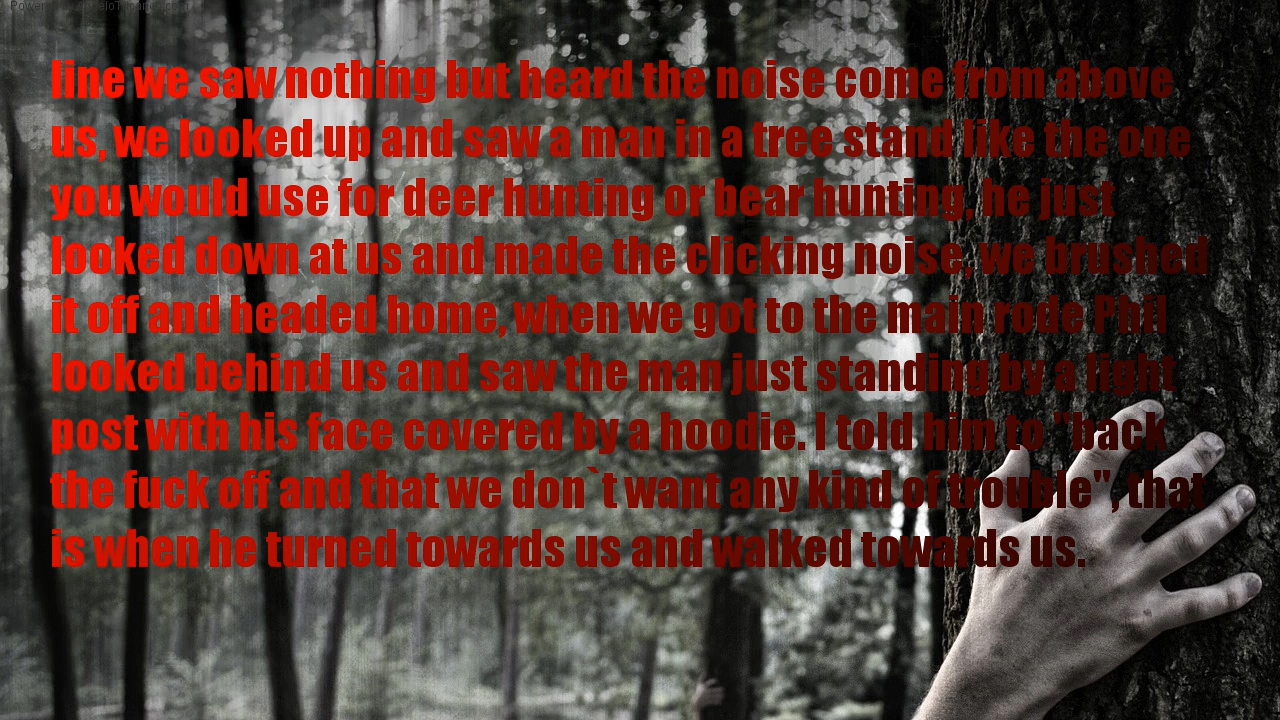 line we saw nothing but heard the noise come from above
us, we looked up and saw a man in a tree stand like the one
you would use for deer hunting or bear hunting, he just
looked down at us and made the clicking noise, we brushed
it off and headed home, when we got to the main rode Phil
looked behind us and saw the man just standing by a light
post with his face covered by a hoodie. I told him to "back
the fuck off and that we don`t want any kind of trouble", that
is when he turned towards us and walked towards us.